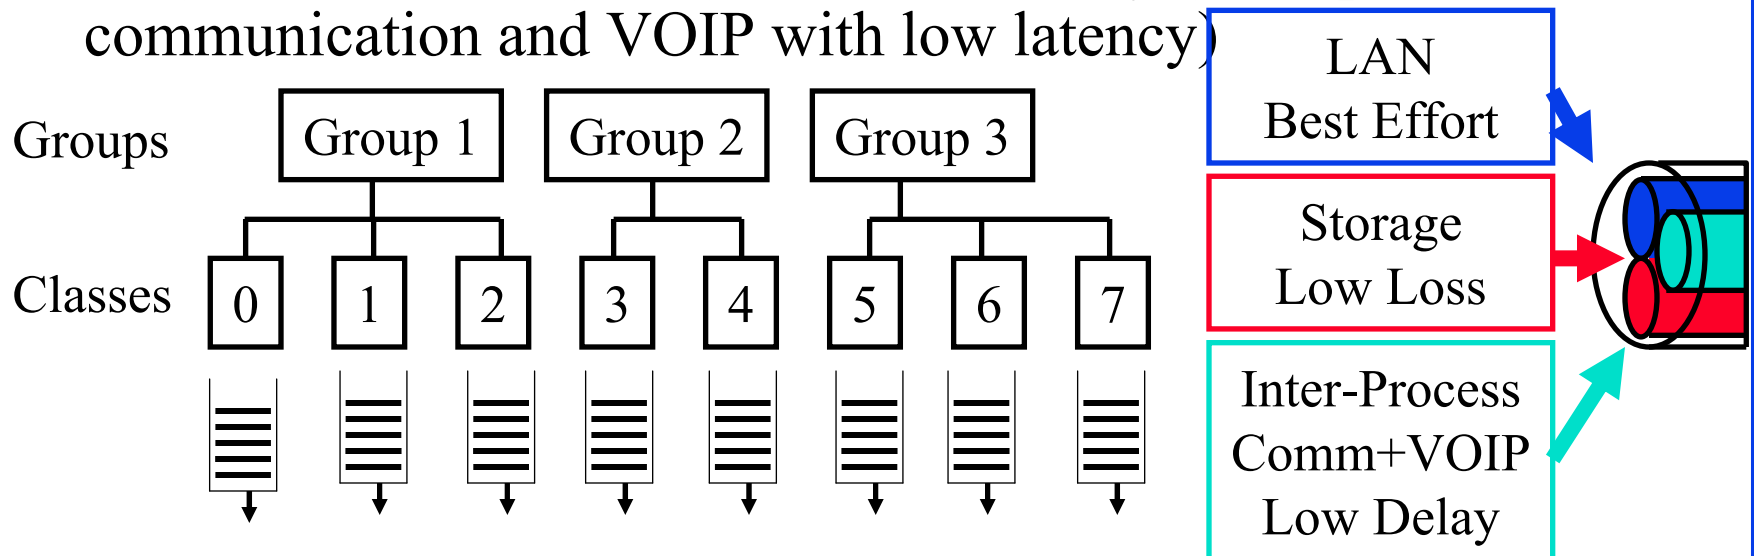 communication and VOIP with low latency)
Groups
Group 1
Group 2
Group 3
Classes
0
1
2
3
4
5
6
7
LAN
Best Effort
Storage
Low Loss
Inter-Process
Comm+VOIP
Low Delay